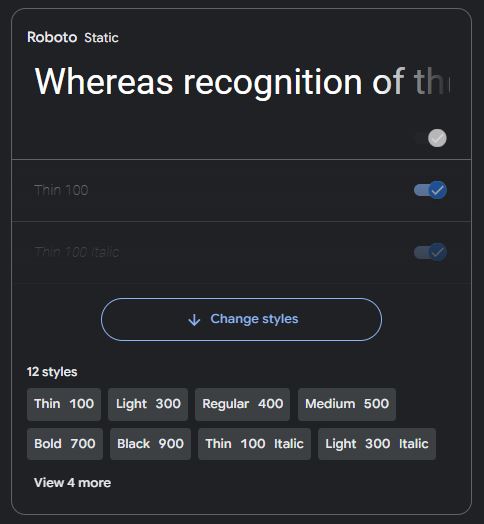 Roboto Static
Whereas recognition of th
Thin 100
Thin 100 Italic
Change styles
12 styles
Thin 100 Light 300 Regular 400 Medium 500
Bold 700 Black 900 Thin 100 Italic Light 300 Italic
View 4 more